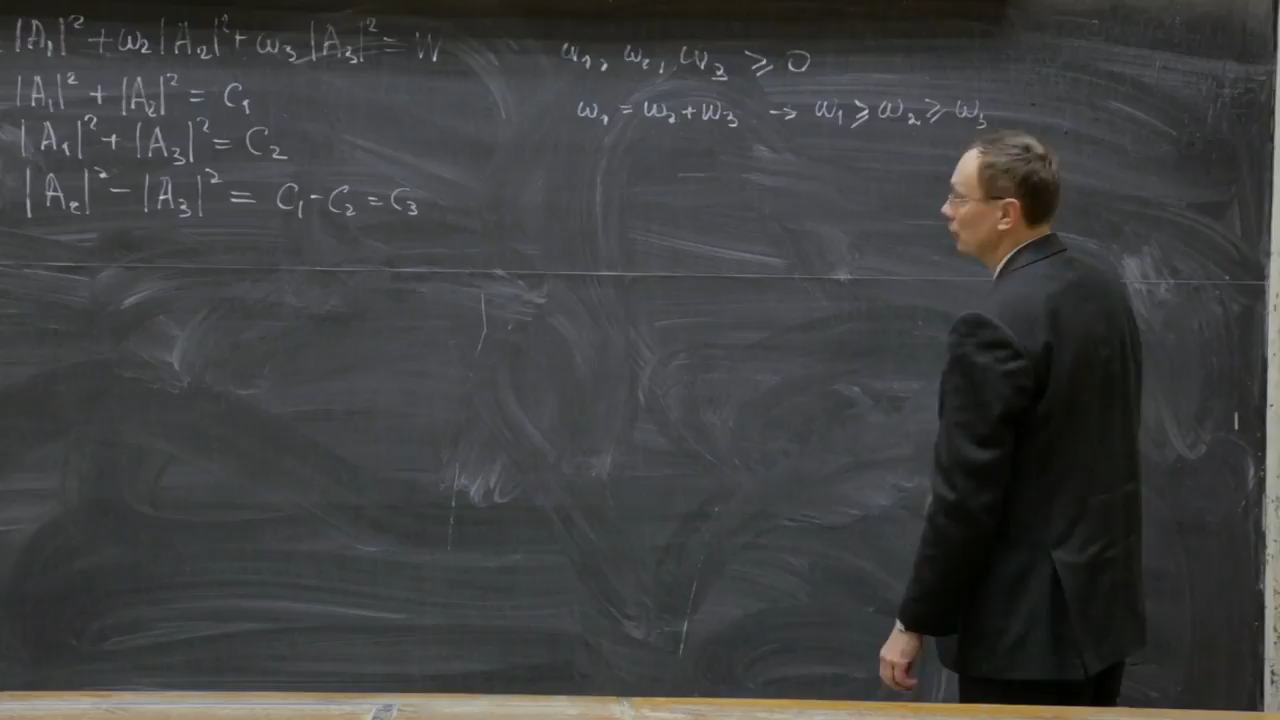 |A₁|² + ω₂|A₂|² + ω₃|A₃|² = W
|A₁|² + |A₂|² = C₁
|A₁|² + |A₃|² = C₂
|A₂|² - |A₃|² = C₁ - C₂ = C₃
ω₁, ω₂, ω₃ ⩾ 0
ω₁ = ω₂ + ω₃ → ω₁ ⩾ ω₂ ⩾ ω₃